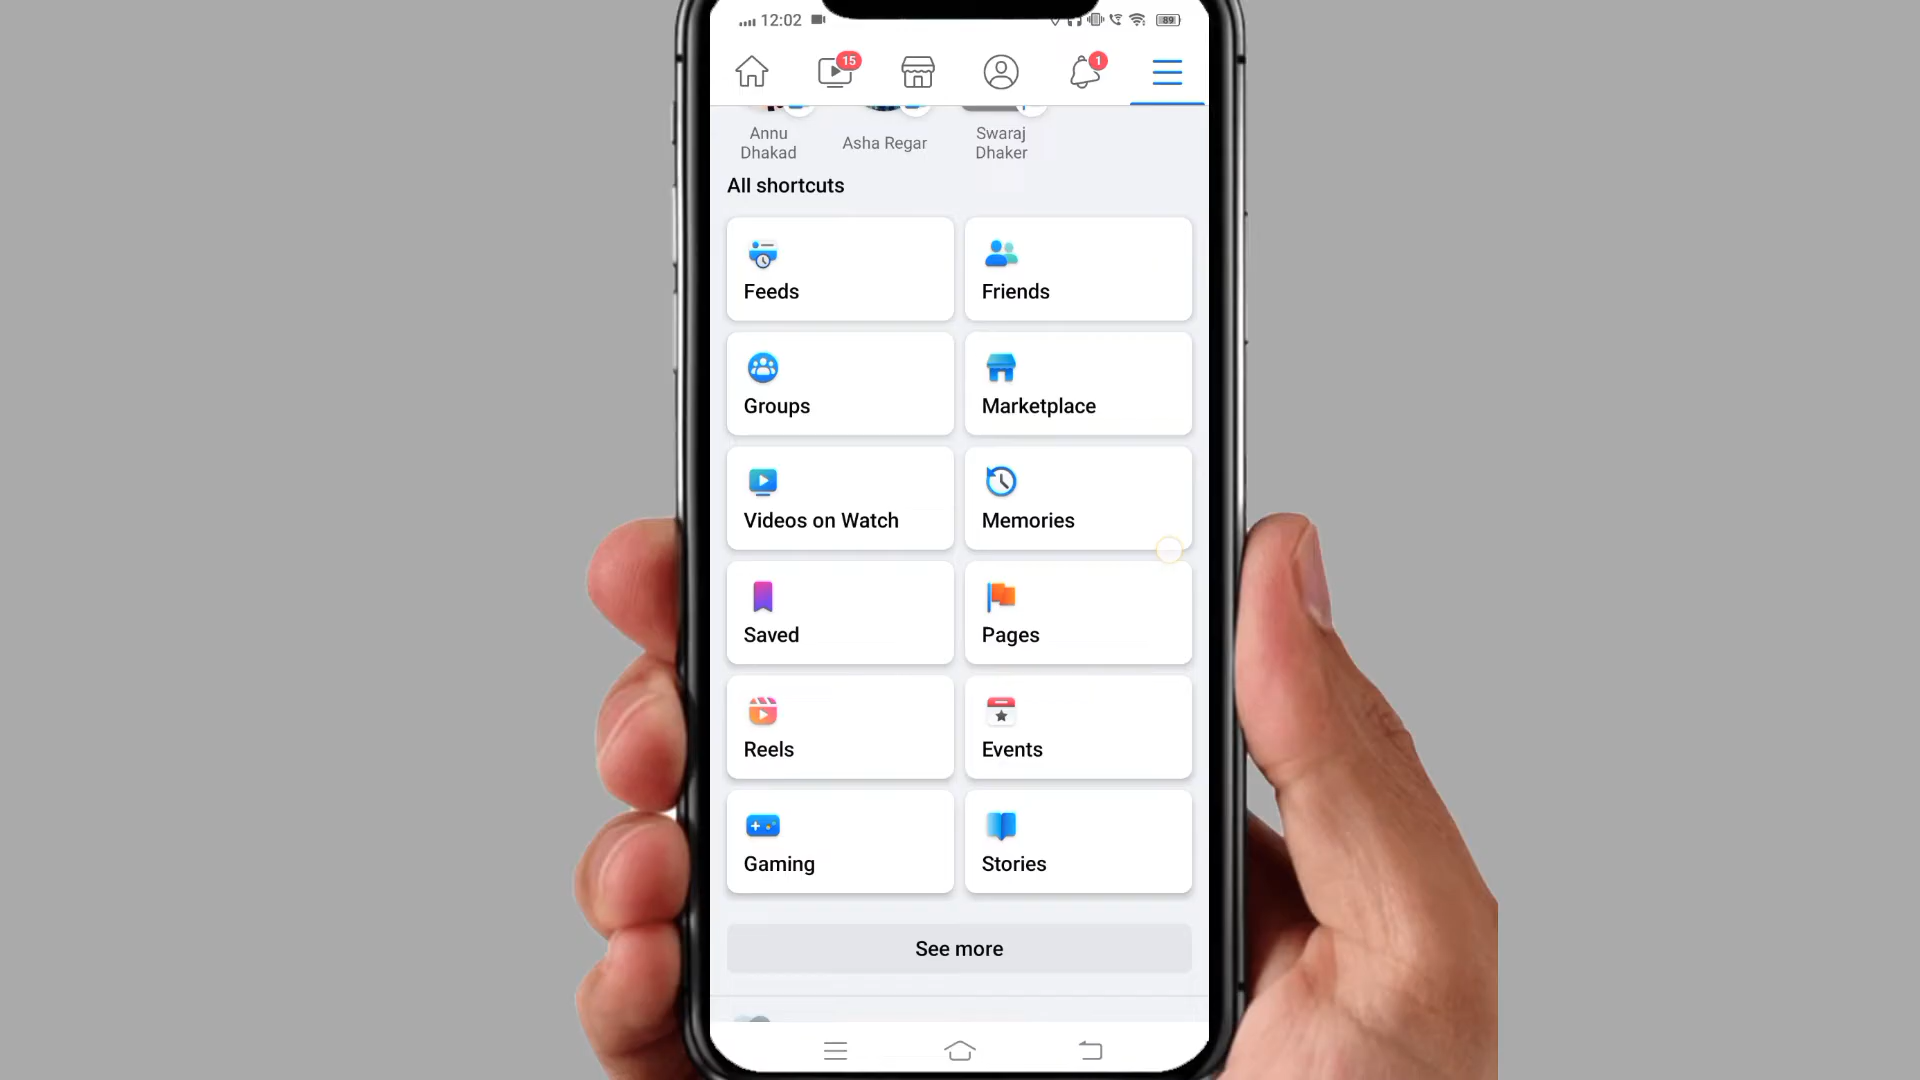 12:02
89
15
1
Annu
Dhakad
Asha Regar
Swaraj
Dhaker
All shortcuts
Feeds
Friends
Groups
Marketplace
Videos on Watch
Memories
Saved
Pages
Reels
Events
Gaming
Stories
See more